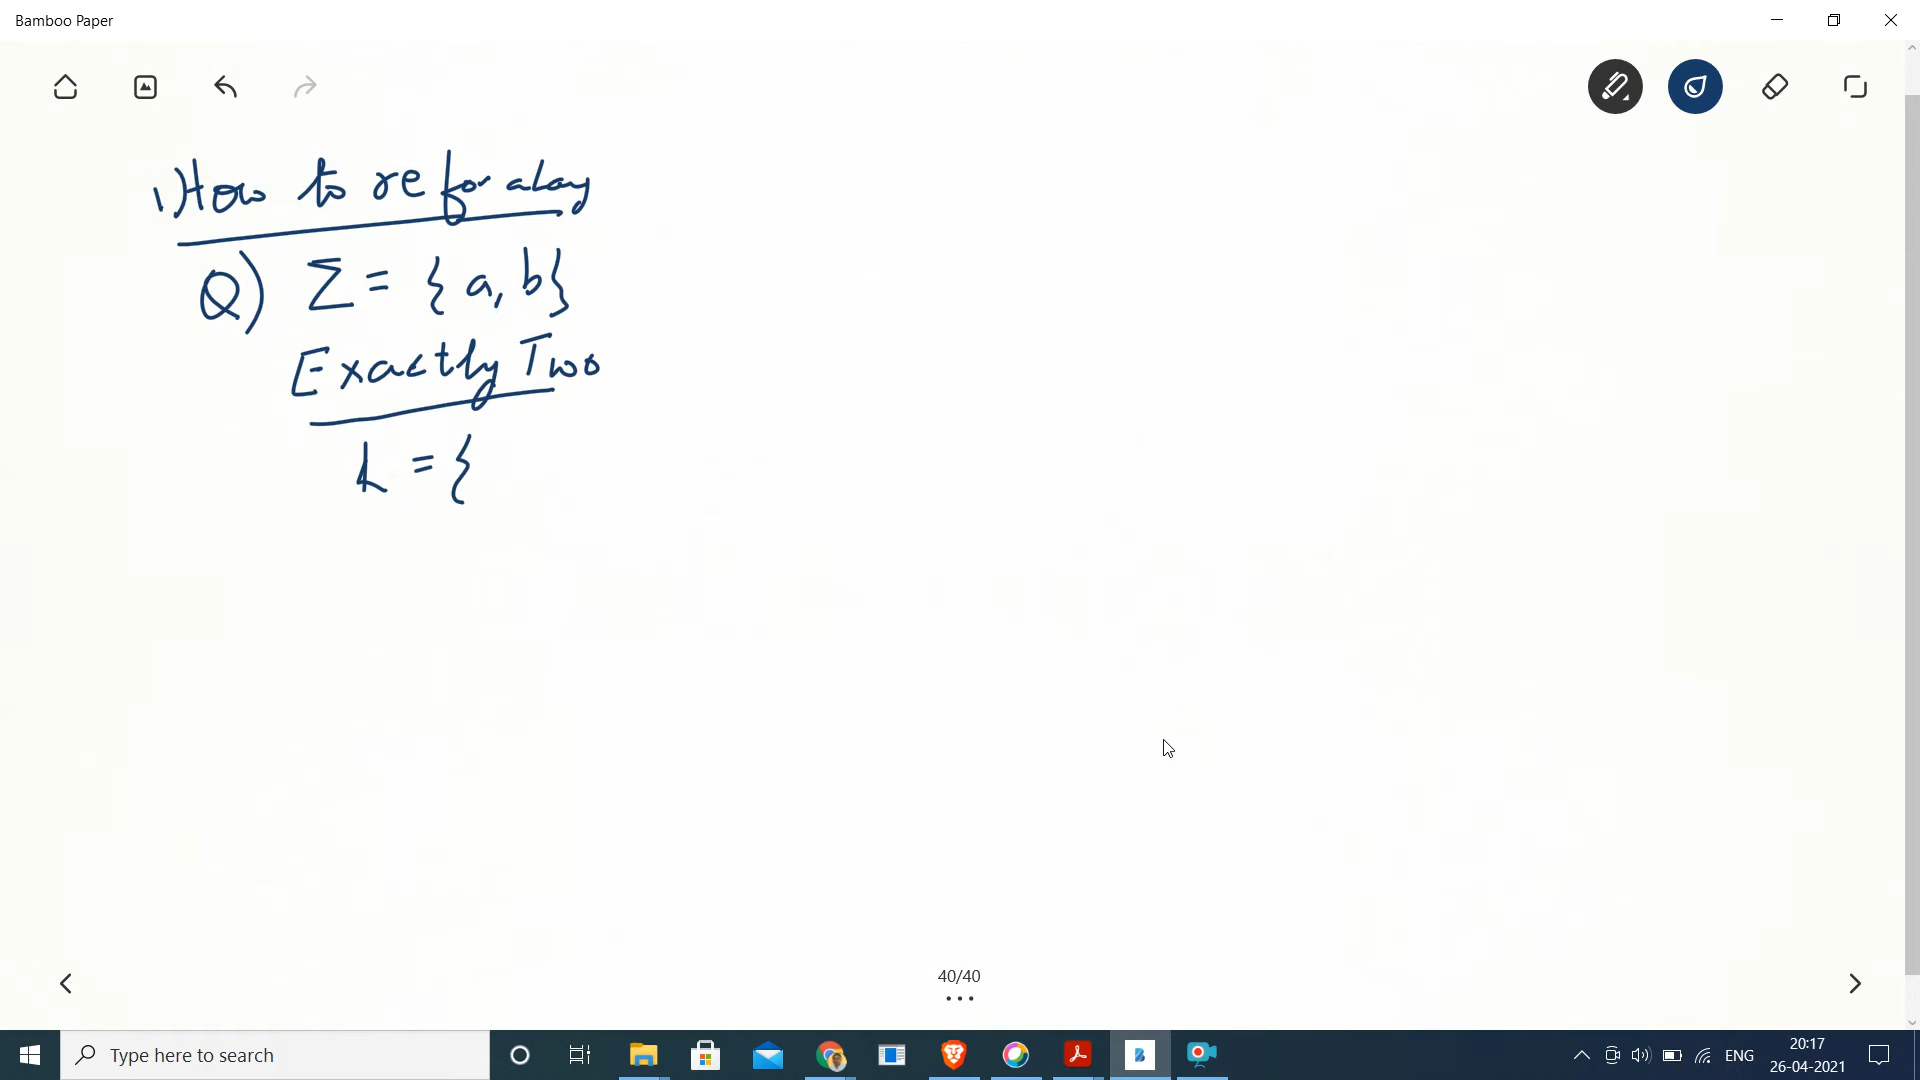 Bamboo Paper
1) How to re for a lang
Q) Σ = {a, b}
Exactly Two
L = {
40/40
Type here to search
ENG
20:17
26-04-2021